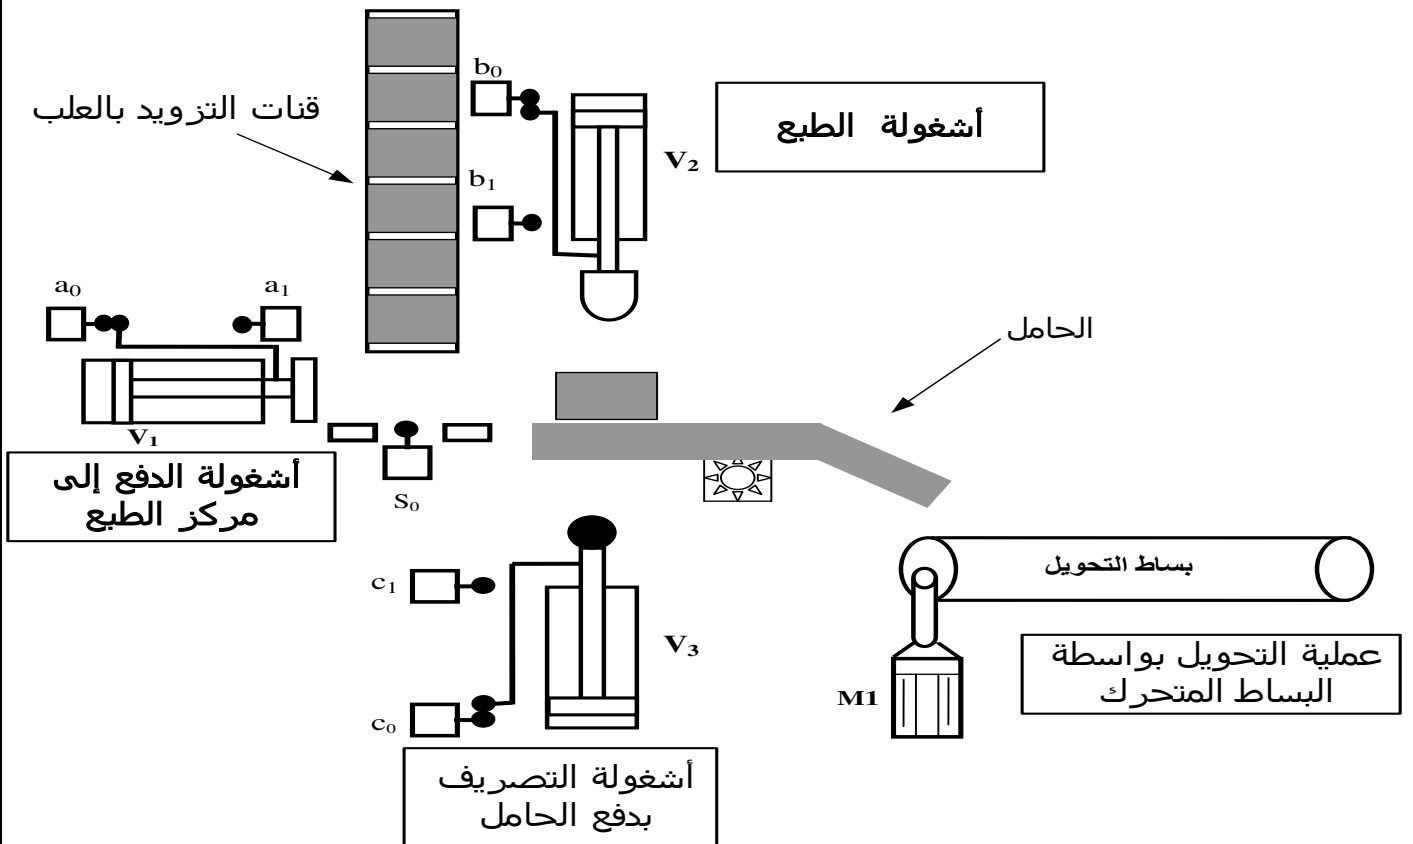 b₀
قنات التزويد بالعلب
أشغولة الطبع
V₂
b₁
a₀
a₁
الحامل
V₁
أشغولة الدفع إلى
مركز الطبع
S₀
بساط التحويل
c₁
V₃
عملية التحويل بواسطة
البساط المتحرك
M1
c₀
أشغولة التصريف
بدفع الحامل